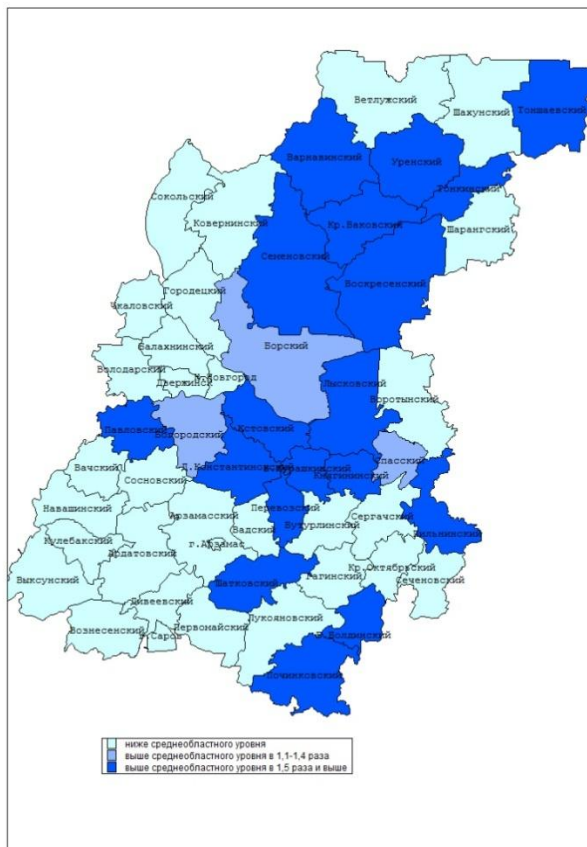 Ветлужский
Шахунский
Тоншаевский
Варнавинский
Уренский
Тонкинский
Сокольский
Ковернинский
Кр.Баковский
Шарангский
Семеновский
Воскресенский
Городецкий
Чкаловский
Балахнинский
Борский
Володарский
Дзержинск
Н.Новгород
Лысковский
Воротынский
Павловский
Богородский
Кстовский
Спасский
Вачский
Д.Константиновский
Княгининский
Сосновский
Навашинский
Арзамасский
Перевозский
Бутурлинский
Сергачский
Вадский
Пильнинский
Кулебакский
г.Арзамас
Ардатовский
Выксунский
Шатковский
Гагинский
Кр.Октябрьский
Сеченовский
Дивеевский
Вознесенский
Первомайский
Лукояновский
Б.Болдинский
Починковский
ниже среднеобластного уровня
выше среднеобластного уровня в 1,1-1,4 раза
выше среднеобластного уровня в 1,5 раза и выше